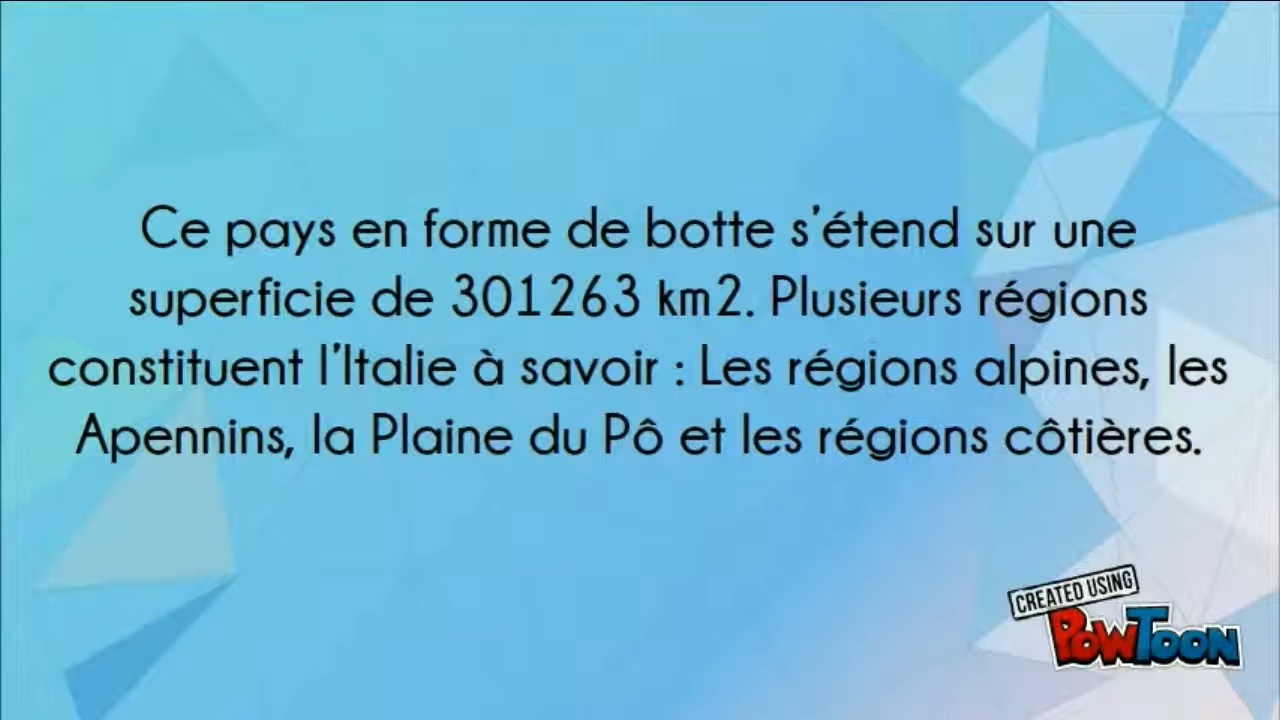 Ce pays en forme de botte s'étend sur une
superficie de 301263 km2. Plusieurs régions
constituent l'Italie à savoir : Les régions alpines, les
Apennins, la Plaine du Pô et les régions côtières.
CREATED USING
POWTOON